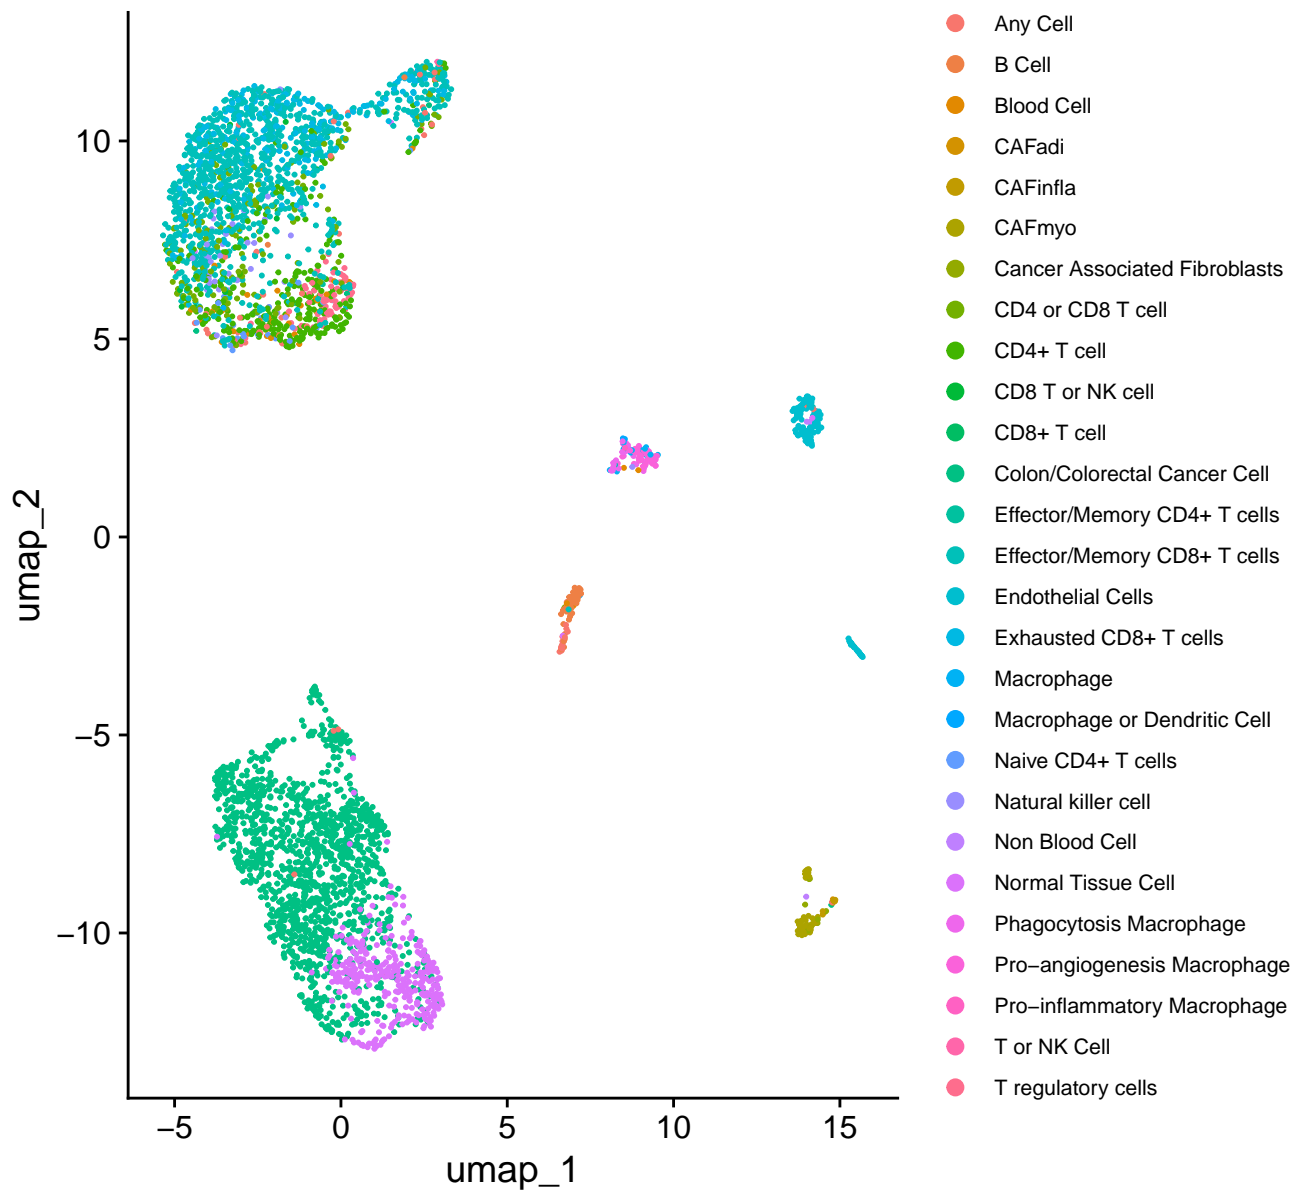 umap_2
10
5
0
−5
−10
−5
0
5
10
15
umap_1
Any Cell
B Cell
Blood Cell
CAFadi
CAFinfla
CAFmyo
Cancer Associated Fibroblasts
CD4 or CD8 T cell
CD4+ T cell
CD8 T or NK cell
CD8+ T cell
Colon/Colorectal Cancer Cell
Effector/Memory CD4+ T cells
Effector/Memory CD8+ T cells
Endothelial Cells
Exhausted CD8+ T cells
Macrophage
Macrophage or Dendritic Cell
Naive CD4+ T cells
Natural killer cell
Non Blood Cell
Normal Tissue Cell
Phagocytosis Macrophage
Pro−angiogenesis Macrophage
Pro−inflammatory Macrophage
T or NK Cell
T regulatory cells